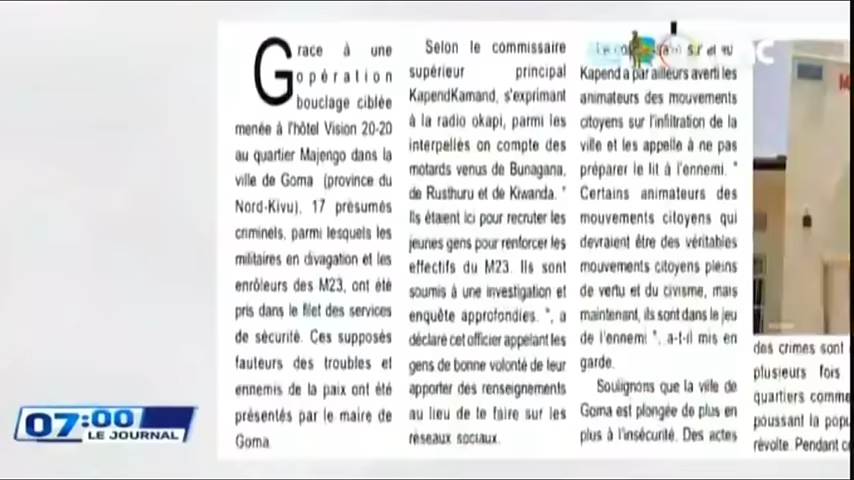 Grace à une
opération
bouclage ciblée
menée à l'hôtel Vision 20-20
au quartier Majengo dans la
ville de Goma (province du
Nord-Kivu), 17 présumés
criminels, parmi lesquels les
militaires en divagation et les
enrôleurs des M23, ont été
pris dans le filet des services
de sécurité. Ces supposés
fauteurs des troubles et
ennemis de la paix ont été
présentés par le maire de
Goma
Selon le commissaire
supérieur principal
KapendKamand, s'exprimant
à la radio okapi, parmi les
interpellés on compte des
motards venus de Bunagana,
de Rusthuru et de Kiwanda. "
Ils étaient ici pour recruter les
jeunes gens pour renforcer les
effectifs du M23. Ils sont
soumis à une investigation et
enquête approfondies. ", a
déclaré cet officier appelant les
gens de bonne volonté de leur
apporter des renseignements
au lieu de le faire sur les
réseaux sociaux.
Kapend a par ailleurs averti les
animateurs des mouvements
citoyens sur l'infiltration de la
ville et les appelle à ne pas
préparer le lit à l'ennemi. "
Certains animateurs des
mouvements citoyens qui
devraient être des véritables
mouvements citoyens pleins
de vertu et du civisme, mais
maintenant, ils sont dans le jeu
de l'ennemi ", a-t-il mis en
garde.
Soulignons que la ville de
Goma est plongée de plus en
plus à l'insécurité. Des actes
des crimes sont
plusieurs fois
quartiers comme
poussant la popu
révolte. Pendant c
07:00
LE JOURNAL